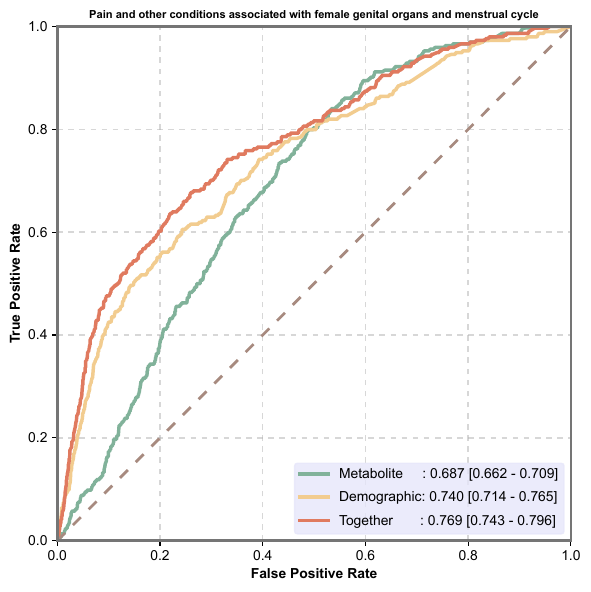 Pain and other conditions associated with female genital organs and menstrual cycle
1.0
0.8
0.6
0.4
0.2
0.0
True Positive Rate
Metabolite : 0.687 [0.662 - 0.709]
Demographic: 0.740 [0.714 - 0.765]
Together : 0.769 [0.743 - 0.796]
0.0 0.2 0.4 0.6 0.8 1.0
False Positive Rate